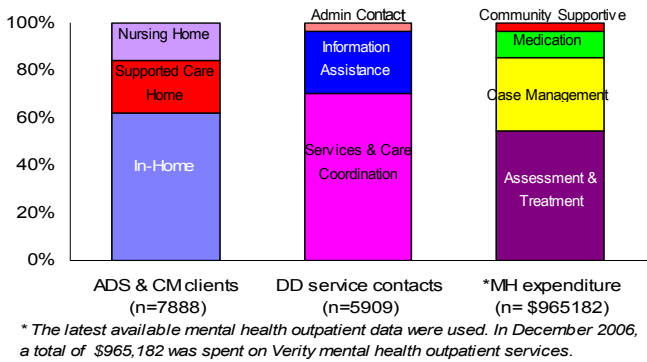 100%
80%
60%
40%
20%
0%
Nursing Home
Supported Care
Home
In-Home
Admin Contact
Information
Assistance
Services & Care
Coordination
Community Supportive
Medication
Case Management
Assessment &
Treatment
ADS & CM clients
(n=7888)
DD service contacts
(n=5909)
*MH expenditure
(n= $965182)
* The latest available mental health outpatient data were used. In December 2006,
a total of $965,182 was spent on Verity mental health outpatient services.